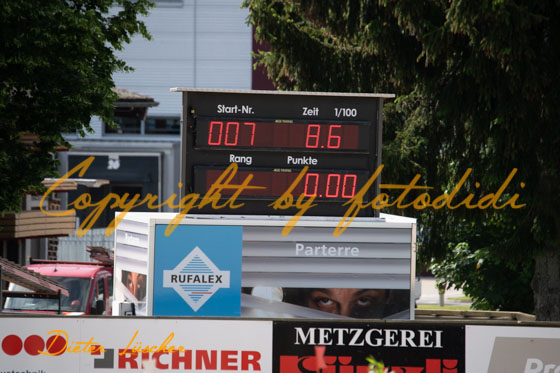 Start-Nr. Zeit 1/100
007 8.6
Rang Punkte
0.00
Copyright by fotodidi
Parterre
RUFALEX
METZGEREI
Dieter Lüscher
RICHNER